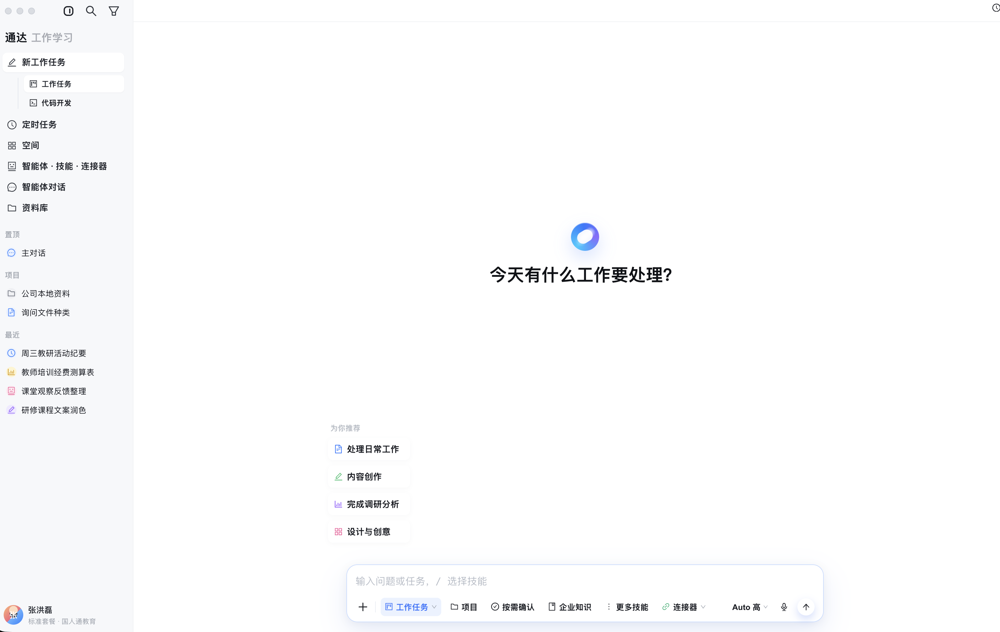 通达 工作学习
新工作任务
工作任务
代码开发
定时任务
空间
智能体 · 技能 · 连接器
智能体对话
资料库
置顶
主对话
项目
公司本地资料
询问文件种类
最近
周三教研活动纪要
教师培训经费测算表
课堂观察反馈整理
研修课程文案润色
张
张洪磊
标准套餐 · 国人通教育
今天有什么工作要处理?
为你推荐
处理日常工作
内容创作
完成调研分析
设计与创意
输入问题或任务, / 选择技能
工作任务 项目 按需确认 企业知识 更多技能 连接器 Auto 高